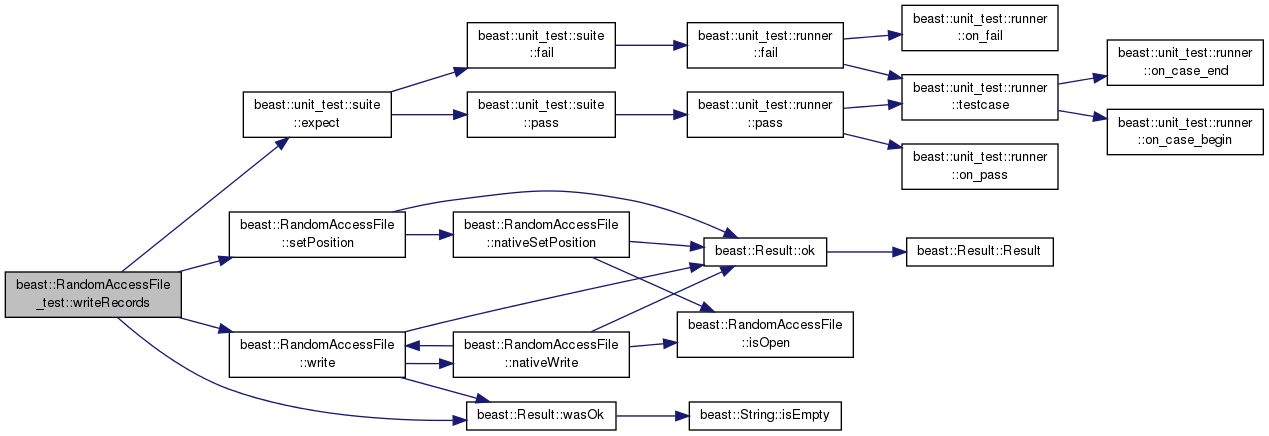 beast::unit_test::runner
::on_fail
beast::unit_test::suite
::fail
beast::unit_test::runner
::fail
beast::unit_test::runner
::on_case_end
beast::unit_test::runner
::testcase
beast::unit_test::suite
::expect
beast::unit_test::suite
::pass
beast::unit_test::runner
::pass
beast::unit_test::runner
::on_case_begin
beast::unit_test::runner
::on_pass
beast::RandomAccessFile
::setPosition
beast::RandomAccessFile
::nativeSetPosition
beast::Result::ok
beast::Result::Result
beast::RandomAccessFile
_test::writeRecords
beast::RandomAccessFile
::isOpen
beast::RandomAccessFile
::write
beast::RandomAccessFile
::nativeWrite
beast::Result::wasOk
beast::String::isEmpty